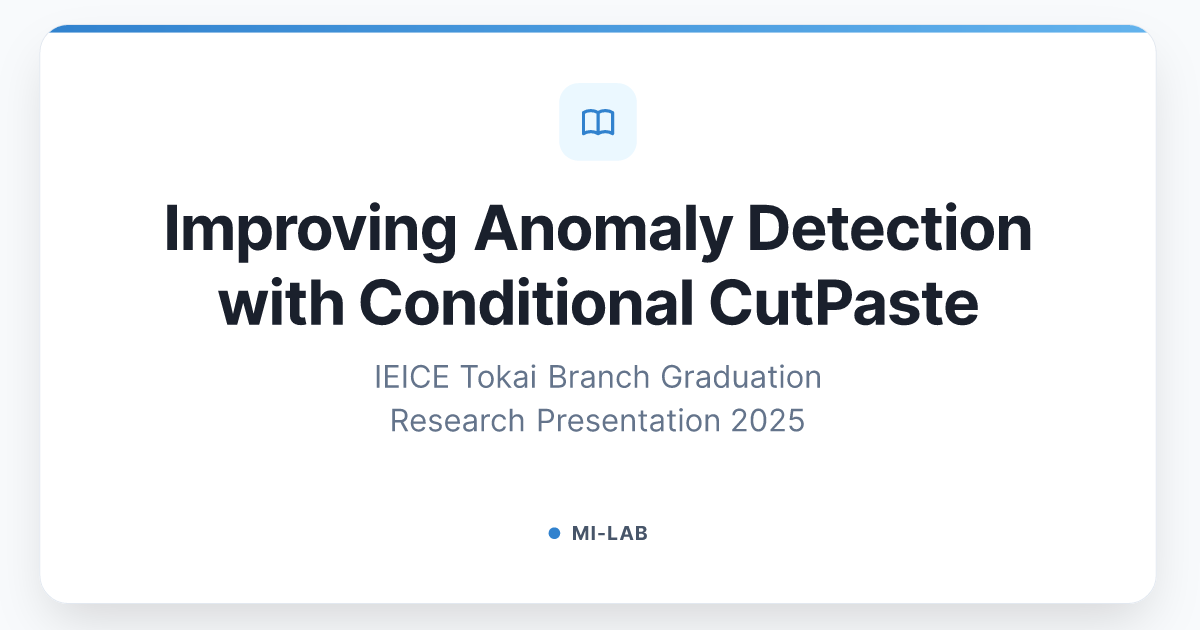 Improving Anomaly Detection
with Conditional CutPaste
IEICE Tokai Branch Graduation
Research Presentation 2025
MI-LAB